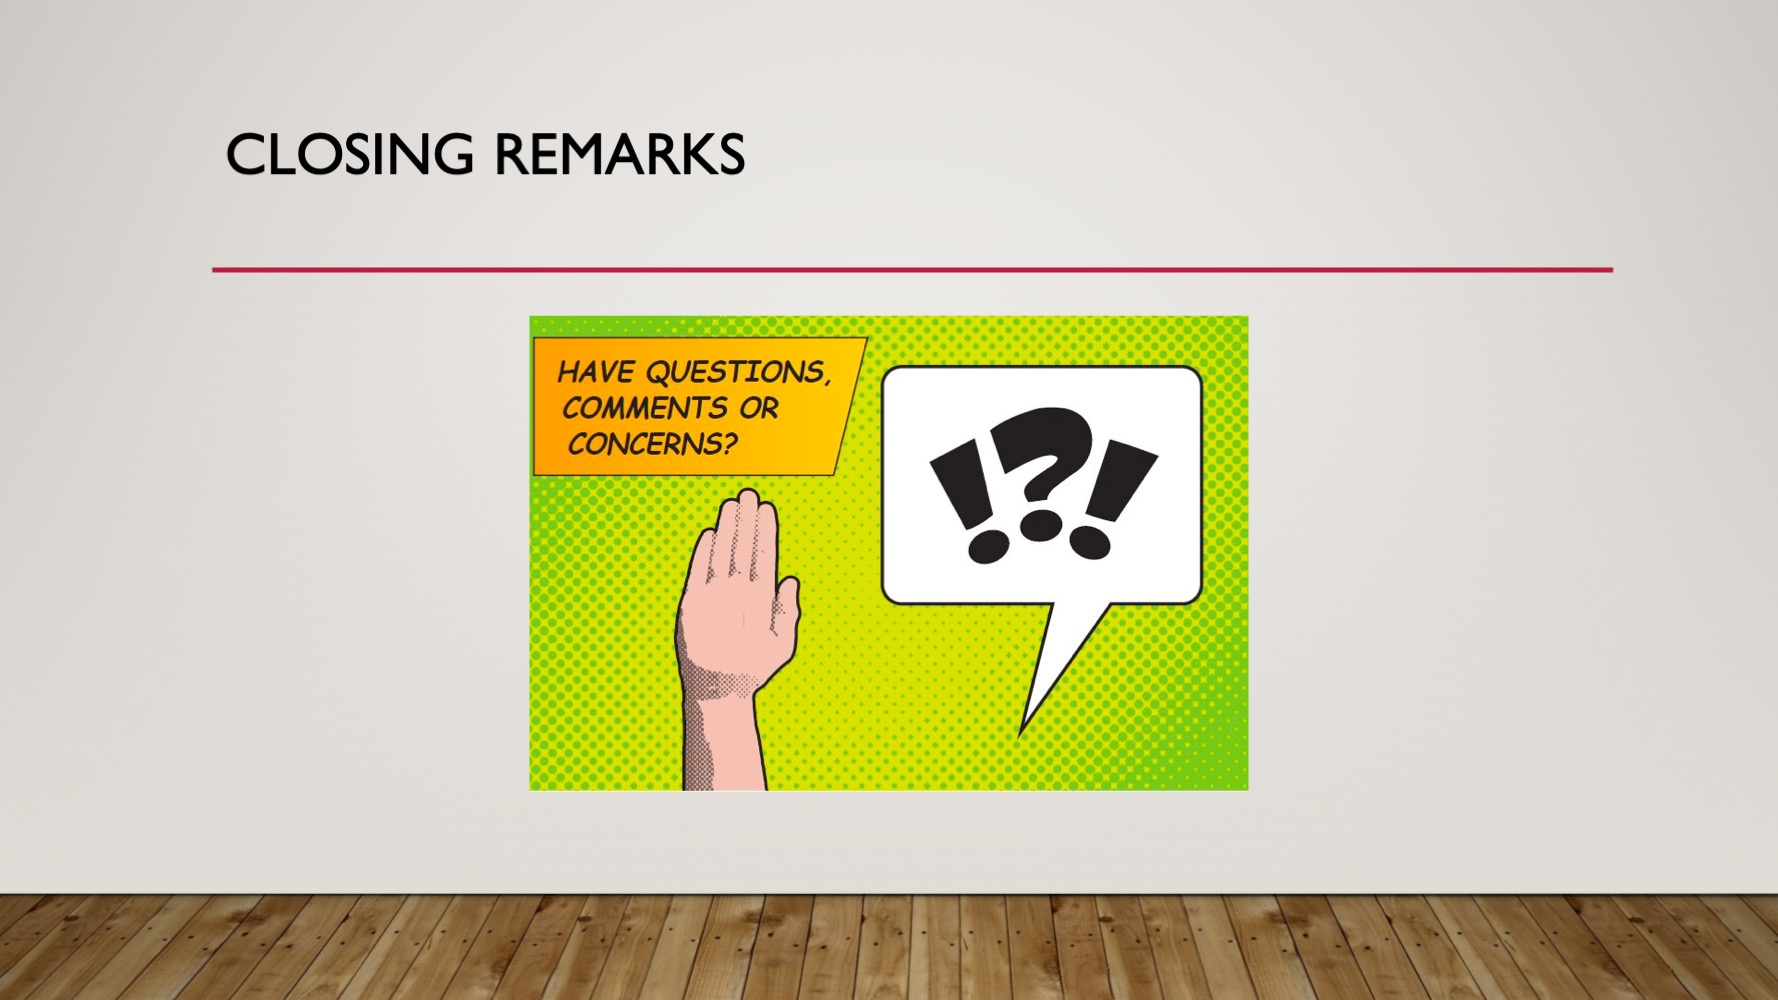 CLOSING REMARKS
HAVE QUESTIONS,
COMMENTS OR
CONCERNS?
!?!